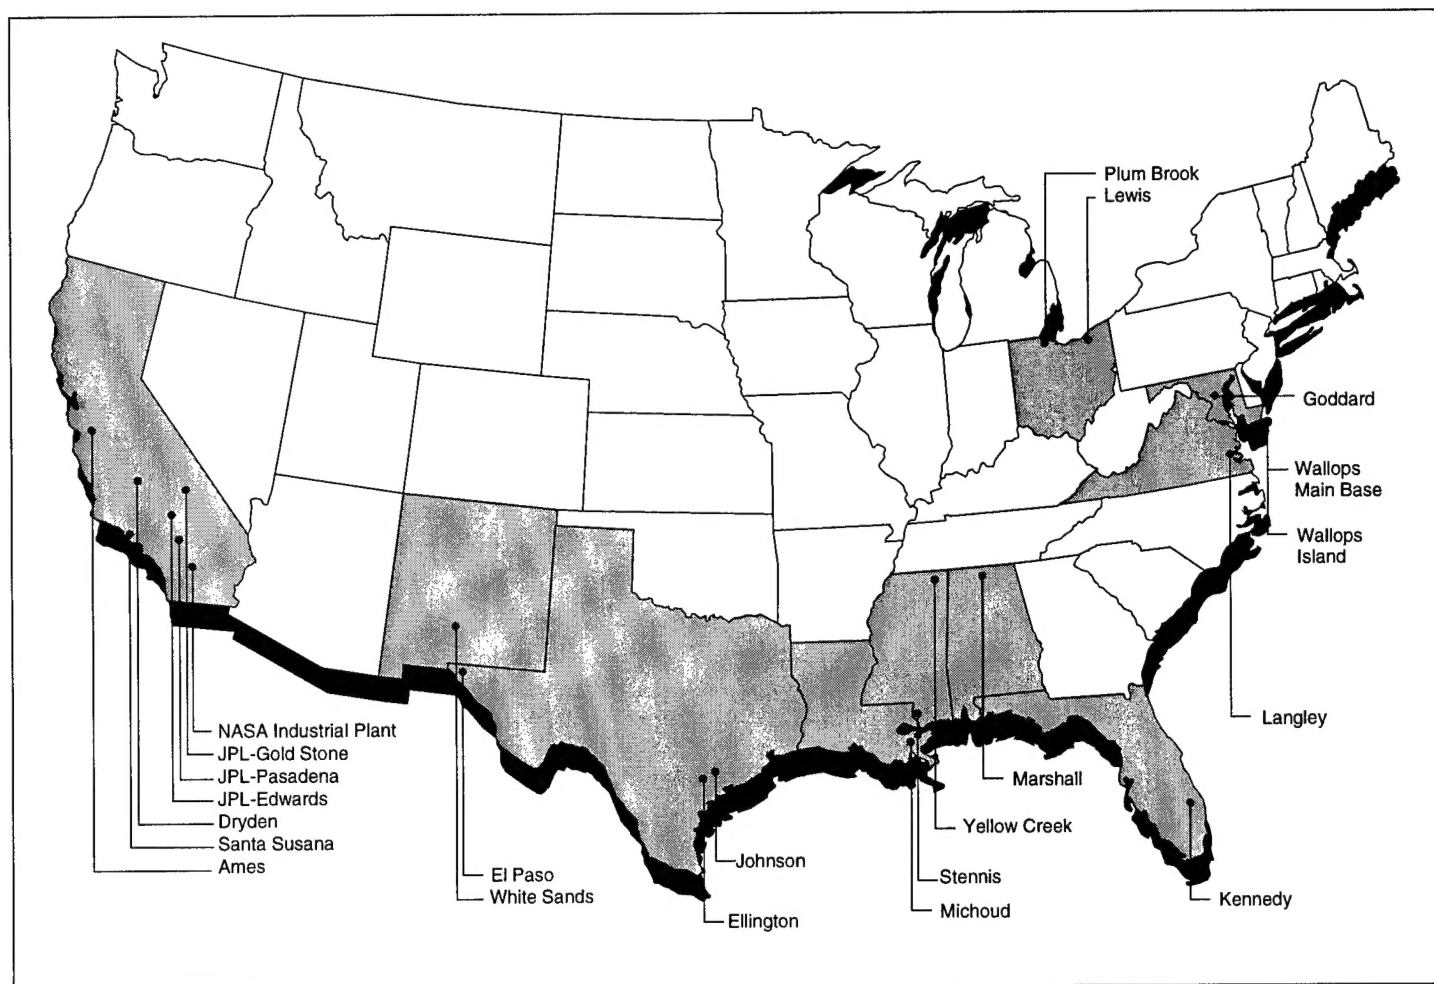 Plum Brook
Lewis
Goddard
Wallops
Main Base
Wallops
Island
Langley
NASA Industrial Plant
JPL-Gold Stone
JPL-Pasadena
JPL-Edwards
Dryden
Santa Susana
Ames
El Paso
White Sands
Johnson
Ellington
Marshall
Yellow Creek
Stennis
Michoud
Kennedy